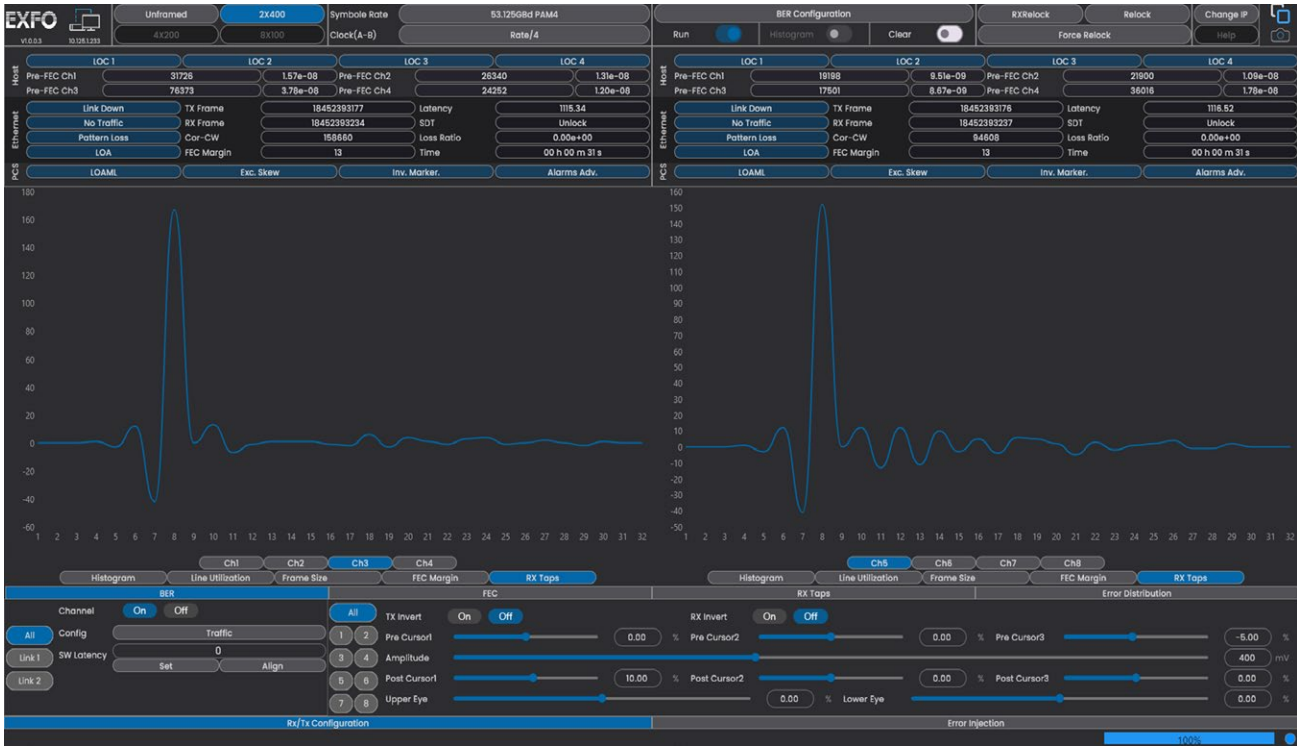 EXFO
V1.0.0.3 10.126.1.233
Unframed 2X400
4X200 8X100
Symbole Rate 53.125GBd PAM4
Clock(A-B) Rate/4
BER Configuration
Run Histogram Clear
RXRelock Relock Change IP
Force Relock Help
Host
LOC 1 LOC 2 LOC 3 LOC 4
Pre-FEC Ch1 31726 1.57e-08 Pre-FEC Ch2 26340 1.31e-08
Pre-FEC Ch3 76373 3.78e-08 Pre-FEC Ch4 24252 1.20e-08
Ethernet
Link Down TX Frame 18452393177 Latency 1115.34
No Traffic RX Frame 18452393234 SDT Unlock
Pattern Loss Cor-CW 158660 Loss Ratio 0.00e+00
LOA FEC Margin 13 Time 00 h 00 m 31 s
PCS
LOAML Exc. Skew Inv. Marker. Alarms Adv.
Host
LOC 1 LOC 2 LOC 3 LOC 4
Pre-FEC Ch1 19198 9.51e-09 Pre-FEC Ch2 21900 1.09e-08
Pre-FEC Ch3 17501 8.67e-09 Pre-FEC Ch4 36016 1.78e-08
Ethernet
Link Down TX Frame 18452393176 Latency 1116.52
No Traffic RX Frame 18452393237 SDT Unlock
Pattern Loss Cor-CW 94608 Loss Ratio 0.00e+00
LOA FEC Margin 13 Time 00 h 00 m 31 s
PCS
LOAML Exc. Skew Inv. Marker. Alarms Adv.
180
160
140
120
100
80
60
40
20
0
-20
-40
-60
1 2 3 4 5 6 7 8 9 10 11 12 13 14 15 16 17 18 19 20 21 22 23 24 25 26 27 28 29 30 31 32
Ch1 Ch2 Ch3 Ch4
Histogram Line Utilization Frame Size FEC Margin RX Taps
160
150
140
130
120
110
100
90
80
70
60
50
40
30
20
10
0
-10
-20
-30
-40
-50
1 2 3 4 5 6 7 8 9 10 11 12 13 14 15 16 17 18 19 20 21 22 23 24 25 26 27 28 29 30 31 32
Ch5 Ch6 Ch7 Ch8
Histogram Line Utilization Frame Size FEC Margin RX Taps
BER FEC RX Taps Error Distribution
Channel On Off
All Config Traffic
Link 1 SW Latency 0
Set Align
Link 2
All TX Invert On Off RX Invert On Off
1 2 Pre Cursor1 0.00 % Pre Cursor2 0.00 % Pre Cursor3 -5.00 %
3 4 Amplitude 400 mV
5 6 Post Cursor1 10.00 % Post Cursor2 0.00 % Post Cursor3 0.00 %
7 8 Upper Eye 0.00 % Lower Eye 0.00 %
Rx/Tx Configuration Error Injection
100%